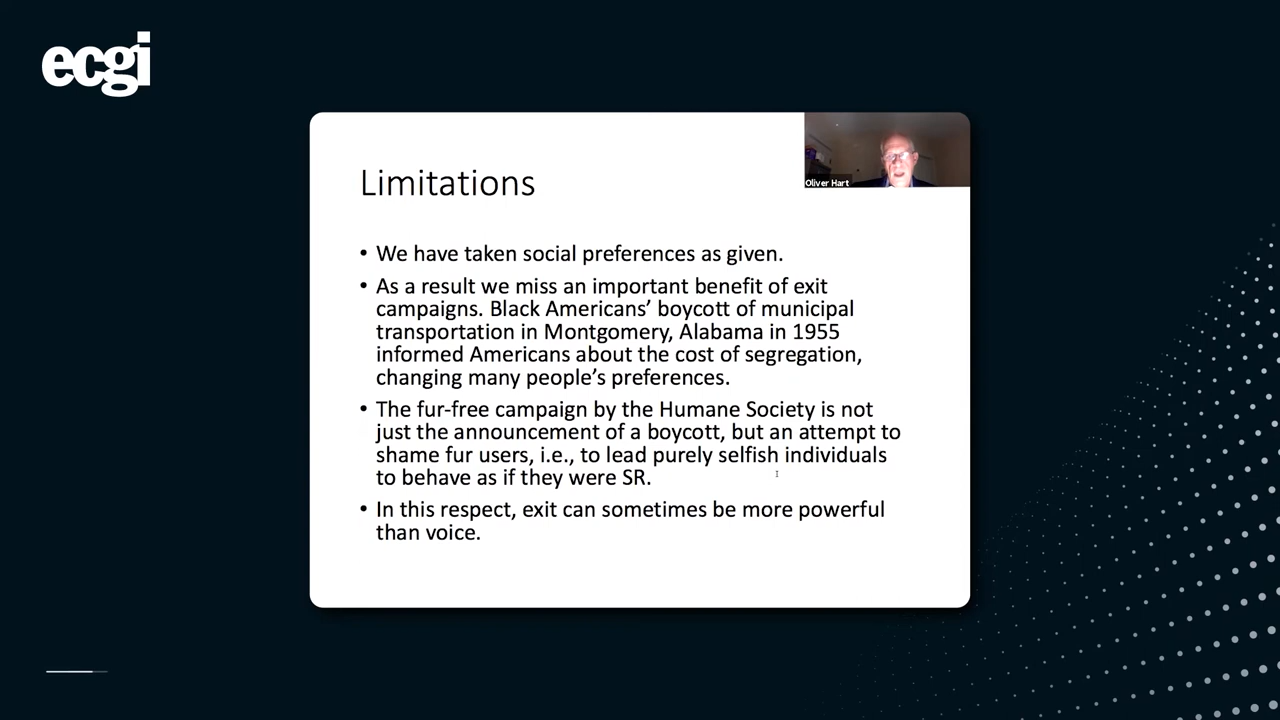 ecgi
Oliver Hart
Limitations
• We have taken social preferences as given.
• As a result we miss an important benefit of exit
campaigns. Black Americans’ boycott of municipal
transportation in Montgomery, Alabama in 1955
informed Americans about the cost of segregation,
changing many people’s preferences.
• The fur-free campaign by the Humane Society is not
just the announcement of a boycott, but an attempt to
shame fur users, i.e., to lead purely selfish individuals
to behave as if they were SR.
• In this respect, exit can sometimes be more powerful
than voice.